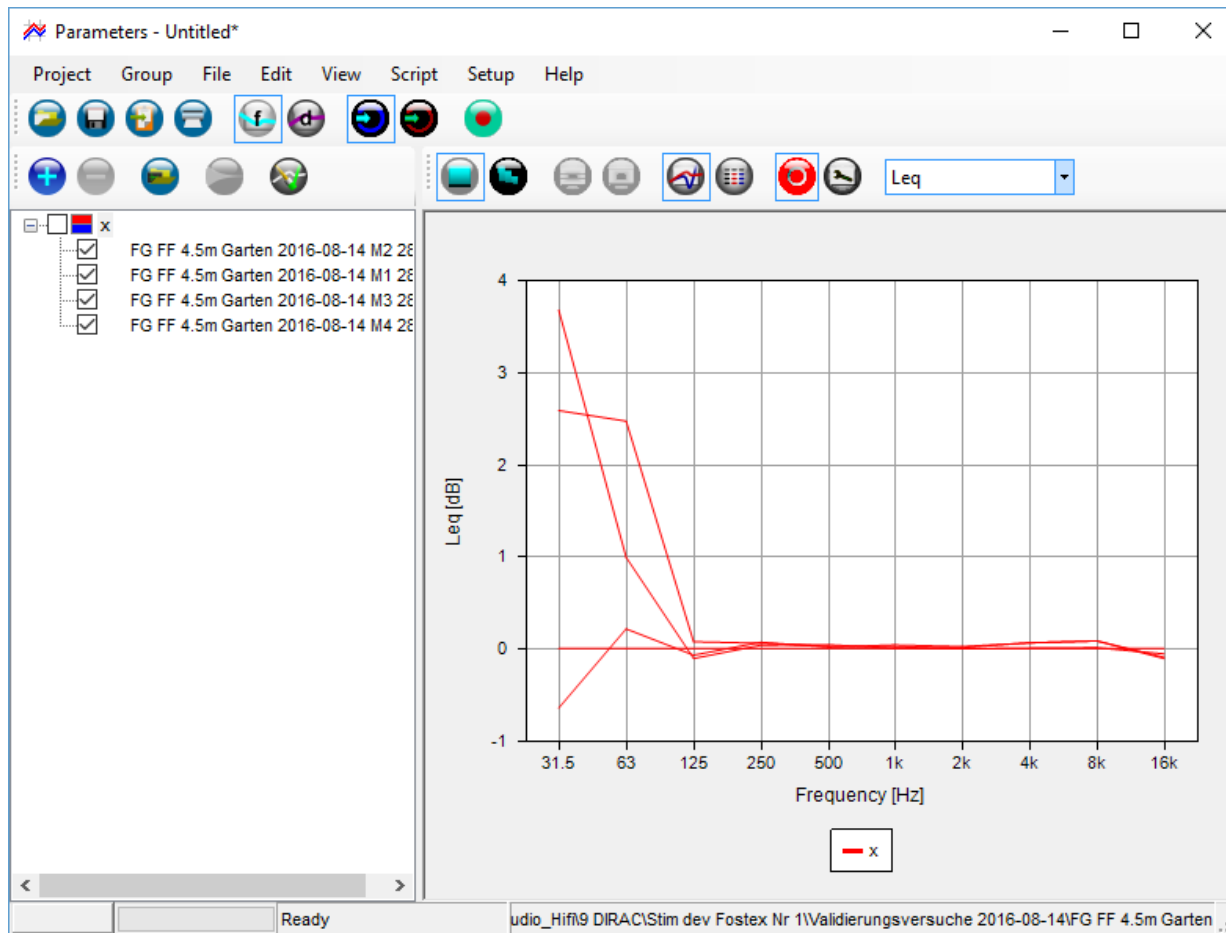 Parameters - Untitled*
Project Group File Edit View Script Setup Help
f d
Leq
x
FG FF 4.5m Garten 2016-08-14 M2 28
FG FF 4.5m Garten 2016-08-14 M1 28
FG FF 4.5m Garten 2016-08-14 M3 28
FG FF 4.5m Garten 2016-08-14 M4 28
4
3
2
1
0
-1
Leq [dB]
31.5 63 125 250 500 1k 2k 4k 8k 16k
Frequency [Hz]
x
Ready
udio_Hifi\9 DIRAC\Stim dev Fostex Nr 1\Validierungsversuche 2016-08-14\FG FF 4.5m Garten